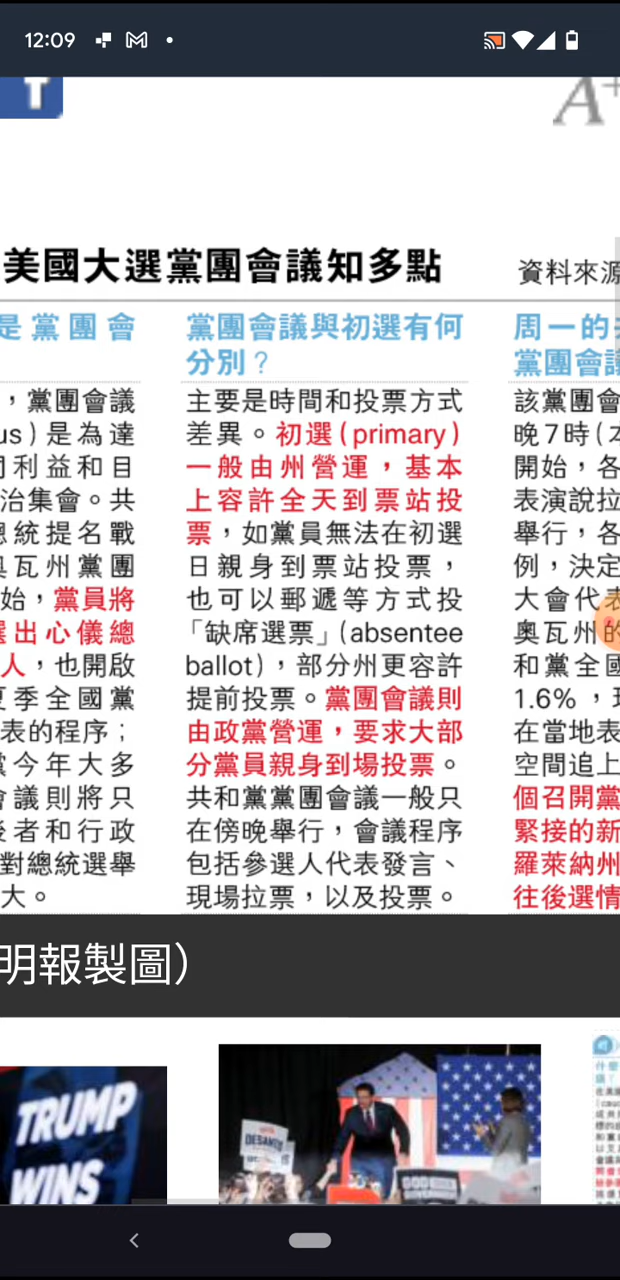 12:09
f
A+
美國大選黨團會議知多點
資料來源
是黨團會
，黨團會議
us）是為達
利益和目
治集會。共
總統提名戰
奧瓦州黨團
始，黨員將
選出心儀總
人，也開啟
夏季全國黨
表的程序；
黨今年大多
會議則將只
後者和行政
對總統選舉
大。
黨團會議與初選有何
分別？
主要是時間和投票方式
差異。初選（primary）
一般由州營運，基本
上容許全天到票站投
票，如黨員無法在初選
日親身到票站投票，
也可以郵遞等方式投
「缺席選票」（absentee
ballot），部分州更容許
提前投票。黨團會議則
由政黨營運，要求大部
分黨員親身到場投票。
共和黨黨團會議一般只
在傍晚舉行，會議程序
包括參選人代表發言、
現場拉票，以及投票。
周一的
黨團會議
該黨團會
晚7時（
開始，各
表演說拉
舉行，各
例，決定
大會代表
奧瓦州的
和黨全國
1.6%，
在當地表
空間追上
個召開黨
緊接的新
羅萊納州
往後選情
明報製圖）
TRUMP
WINS
DESANTIS